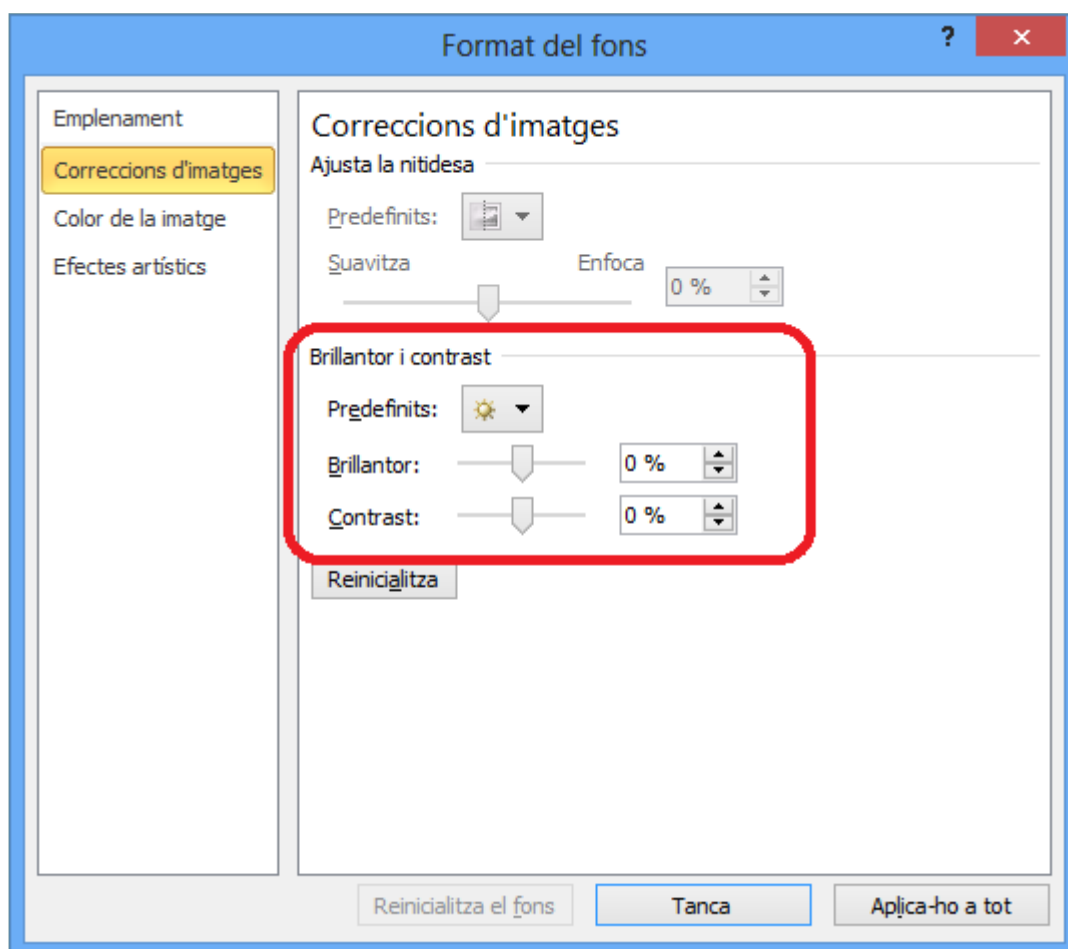 Format del fons
?
Emplenament
Correccions d'imatges
Color de la imatge
Efectes artístics
Correccions d'imatges
Ajusta la nitidesa
Predefinits:
Suavitza Enfoca
0 %
Brillantor i contrast
Predefinits:
Brillantor: 0 %
Contrast: 0 %
Reinicialitza
Reinicialitza el fons Tanca Aplica-ho a tot